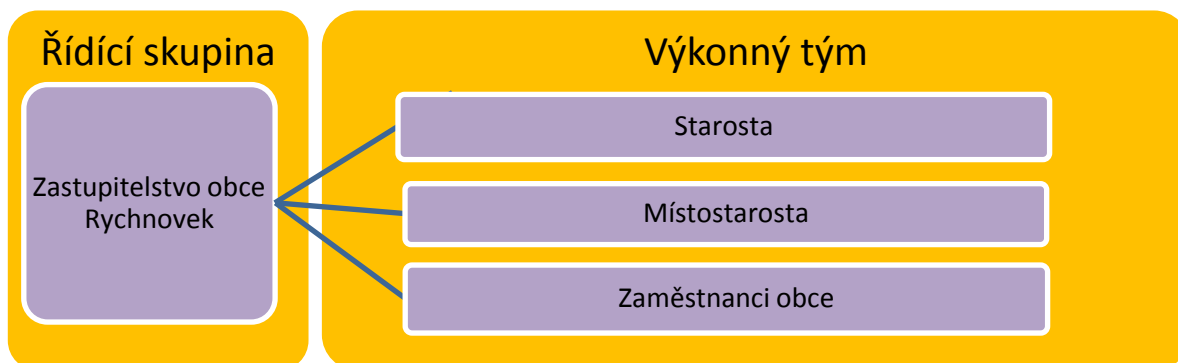 Řídící skupina
Výkonný tým
Zastupitelstvo obce
Rychnovek
Starosta
Místostarosta
Zaměstnanci obce